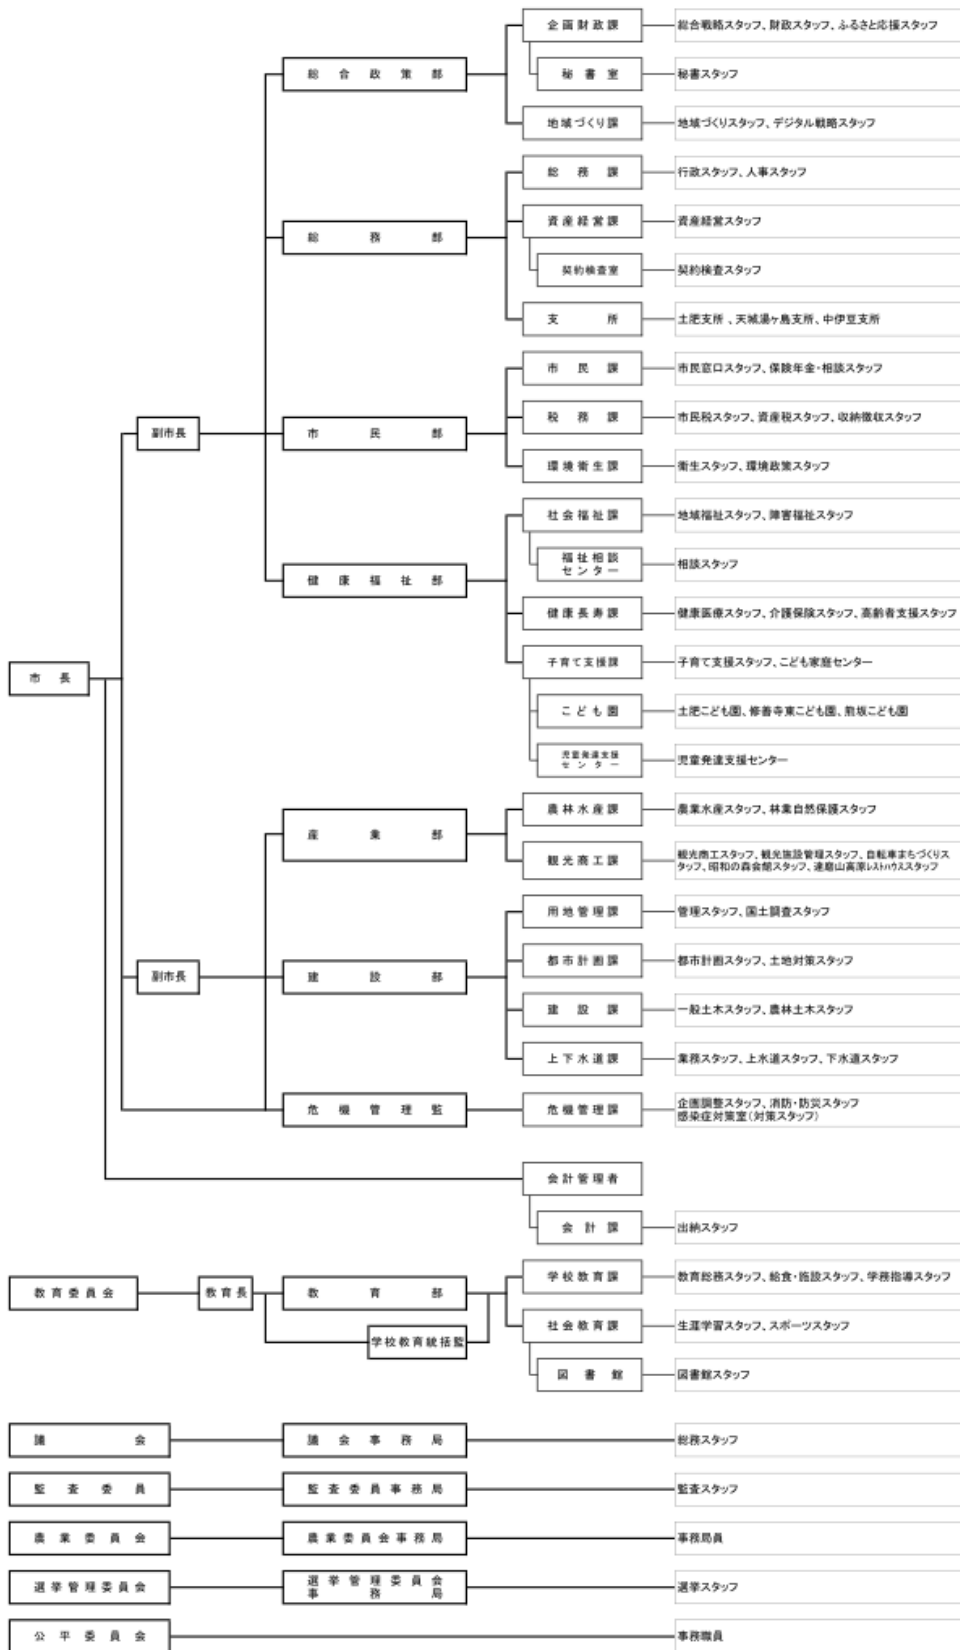 企画財政課 総合戦略スタッフ、財政スタッフ、ふるさと応援スタッフ
総合政策部
秘書室 秘書スタッフ
地域づくり課 地域づくりスタッフ、デジタル戦略スタッフ
総務課 行政スタッフ、人事スタッフ
資産経営課 資産経営スタッフ
総務部
契約検査室 契約検査スタッフ
支所 土肥支所 、天城湯ヶ島支所、中伊豆支所
市民課 市民窓口スタッフ、保険年金・相談スタッフ
税務課 市民税スタッフ、資産税スタッフ、収納徴収スタッフ
副市長 市民部
環境衛生課 衛生スタッフ、環境政策スタッフ
社会福祉課 地域福祉スタッフ、障害福祉スタッフ
福祉相談
センター
相談スタッフ
健康福祉部
健康長寿課 健康医療スタッフ、介護保険スタッフ、高齢者支援スタッフ
子育て支援課 子育て支援スタッフ、こども家庭センター
市長
こども園 土肥こども園、修善寺東こども園、熊坂こども園
児童発達支援
センター
児童発達支援センター
農林水産課 農業水産スタッフ、林業自然保護スタッフ
産業部
観光商工課
観光商工スタッフ、観光施設管理スタッフ、自転車まちづくりス
タッフ、昭和の森会館スタッフ、達磨山高原ﾚｽﾄﾊｳｽスタッフ
用地管理課 管理スタッフ、国土調査スタッフ
都市計画課 都市計画スタッフ、土地対策スタッフ
副市長 建設部
建設課 一般土木スタッフ、農林土木スタッフ
上下水道課 業務スタッフ、上水道スタッフ、下水道スタッフ
危機管理監 危機管理課
企画調整スタッフ、消防・防災スタッフ
感染症対策室(対策スタッフ)
会計管理者
会計課 出納スタッフ
学校教育課 教育総務スタッフ、給食・施設スタッフ、学務指導スタッフ
教育委員会 教育長 教育部
社会教育課 生涯学習スタッフ、スポーツスタッフ
学校教育統括監
図書館 図書館スタッフ
議会 議会事務局 総務スタッフ
監査委員 監査委員事務局 監査スタッフ
農業委員会 農業委員会事務局 事務局員
選挙管理委員会
選挙管理委員会
事務局
選挙スタッフ
公平委員会 事務職員